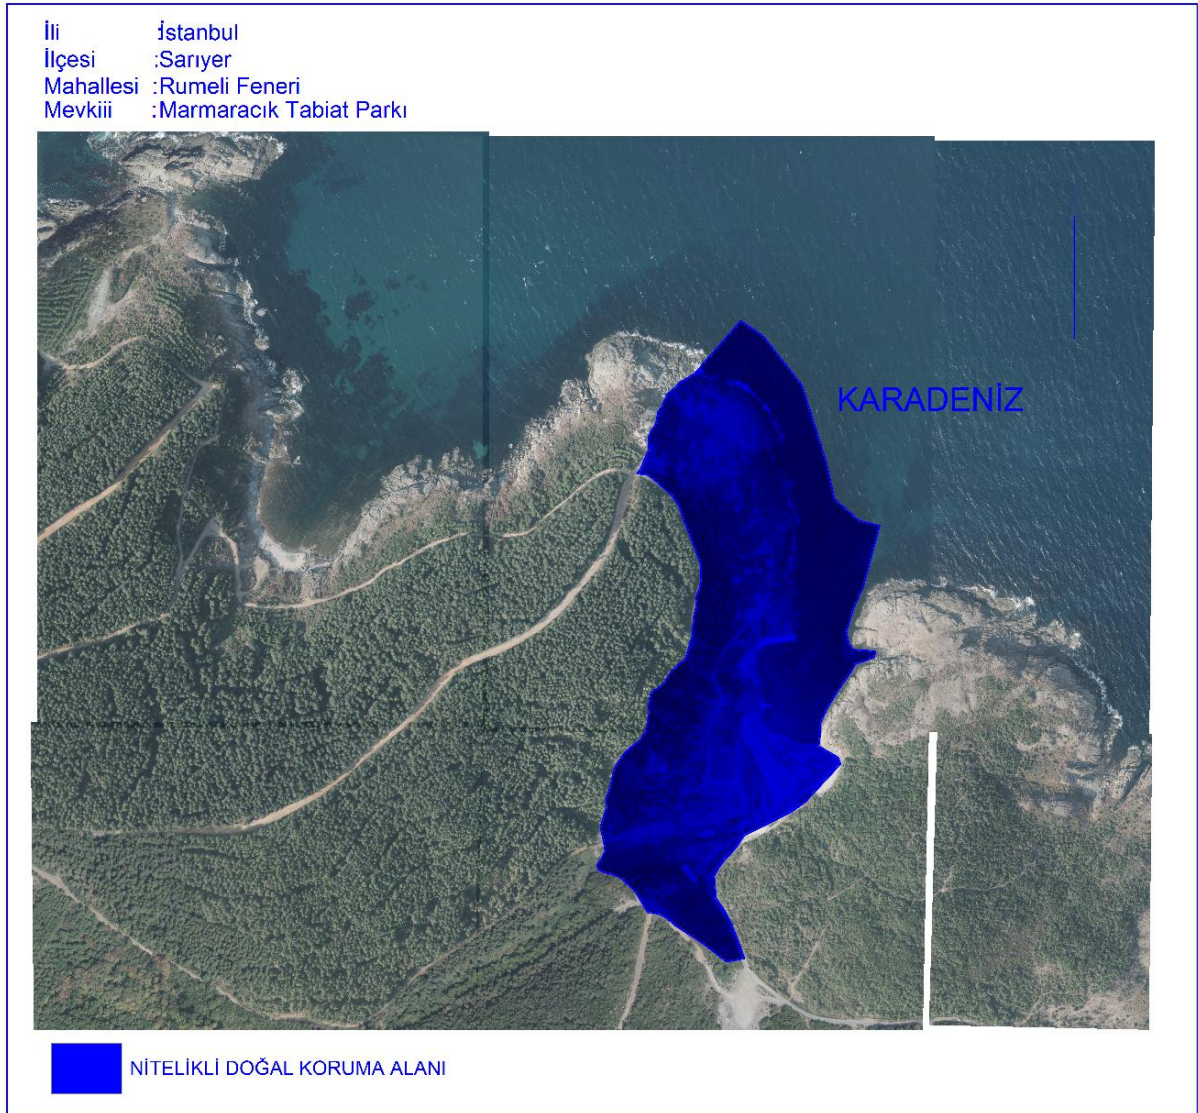 İli :İstanbul
İlçesi :Sarıyer
Mahallesi :Rumeli Feneri
Mevkiii :Marmaracık Tabiat Parkı
KARADENİZ
NİTELİKLİ DOĞAL KORUMA ALANI